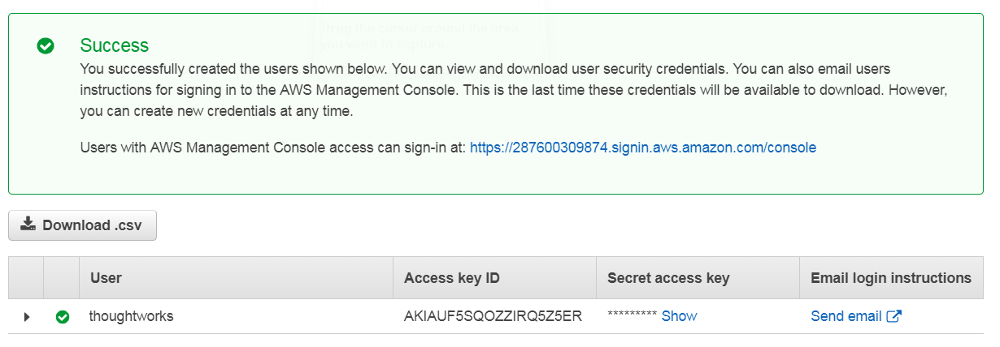 Drag the cursor around the area
you want to capture.
Success
You successfully created the users shown below. You can view and download user security credentials. You can also email users
instructions for signing in to the AWS Management Console. This is the last time these credentials will be available to download. However,
you can create new credentials at any time.
Users with AWS Management Console access can sign-in at: https://287600309874.signin.aws.amazon.com/console
Download .csv
User Access key ID Secret access key Email login instructions
thoughtworks AKIAUF5SQOZZIRQ5Z5ER ********* Show Send email